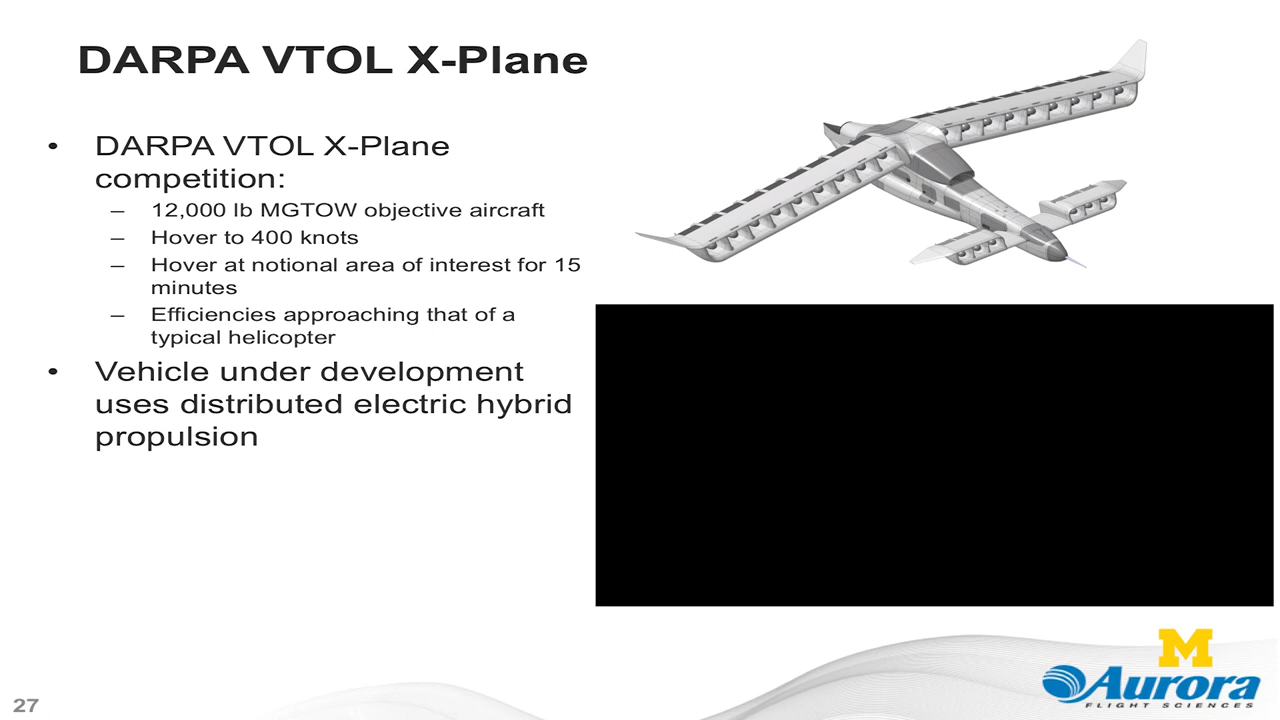 DARPA VTOL X-Plane
• DARPA VTOL X-Plane
competition:
– 12,000 lb MGTOW objective aircraft
– Hover to 400 knots
– Hover at notional area of interest for 15
minutes
– Efficiencies approaching that of a
typical helicopter
• Vehicle under development
uses distributed electric hybrid
propulsion
M
Aurora
FLIGHT SCIENCES
27